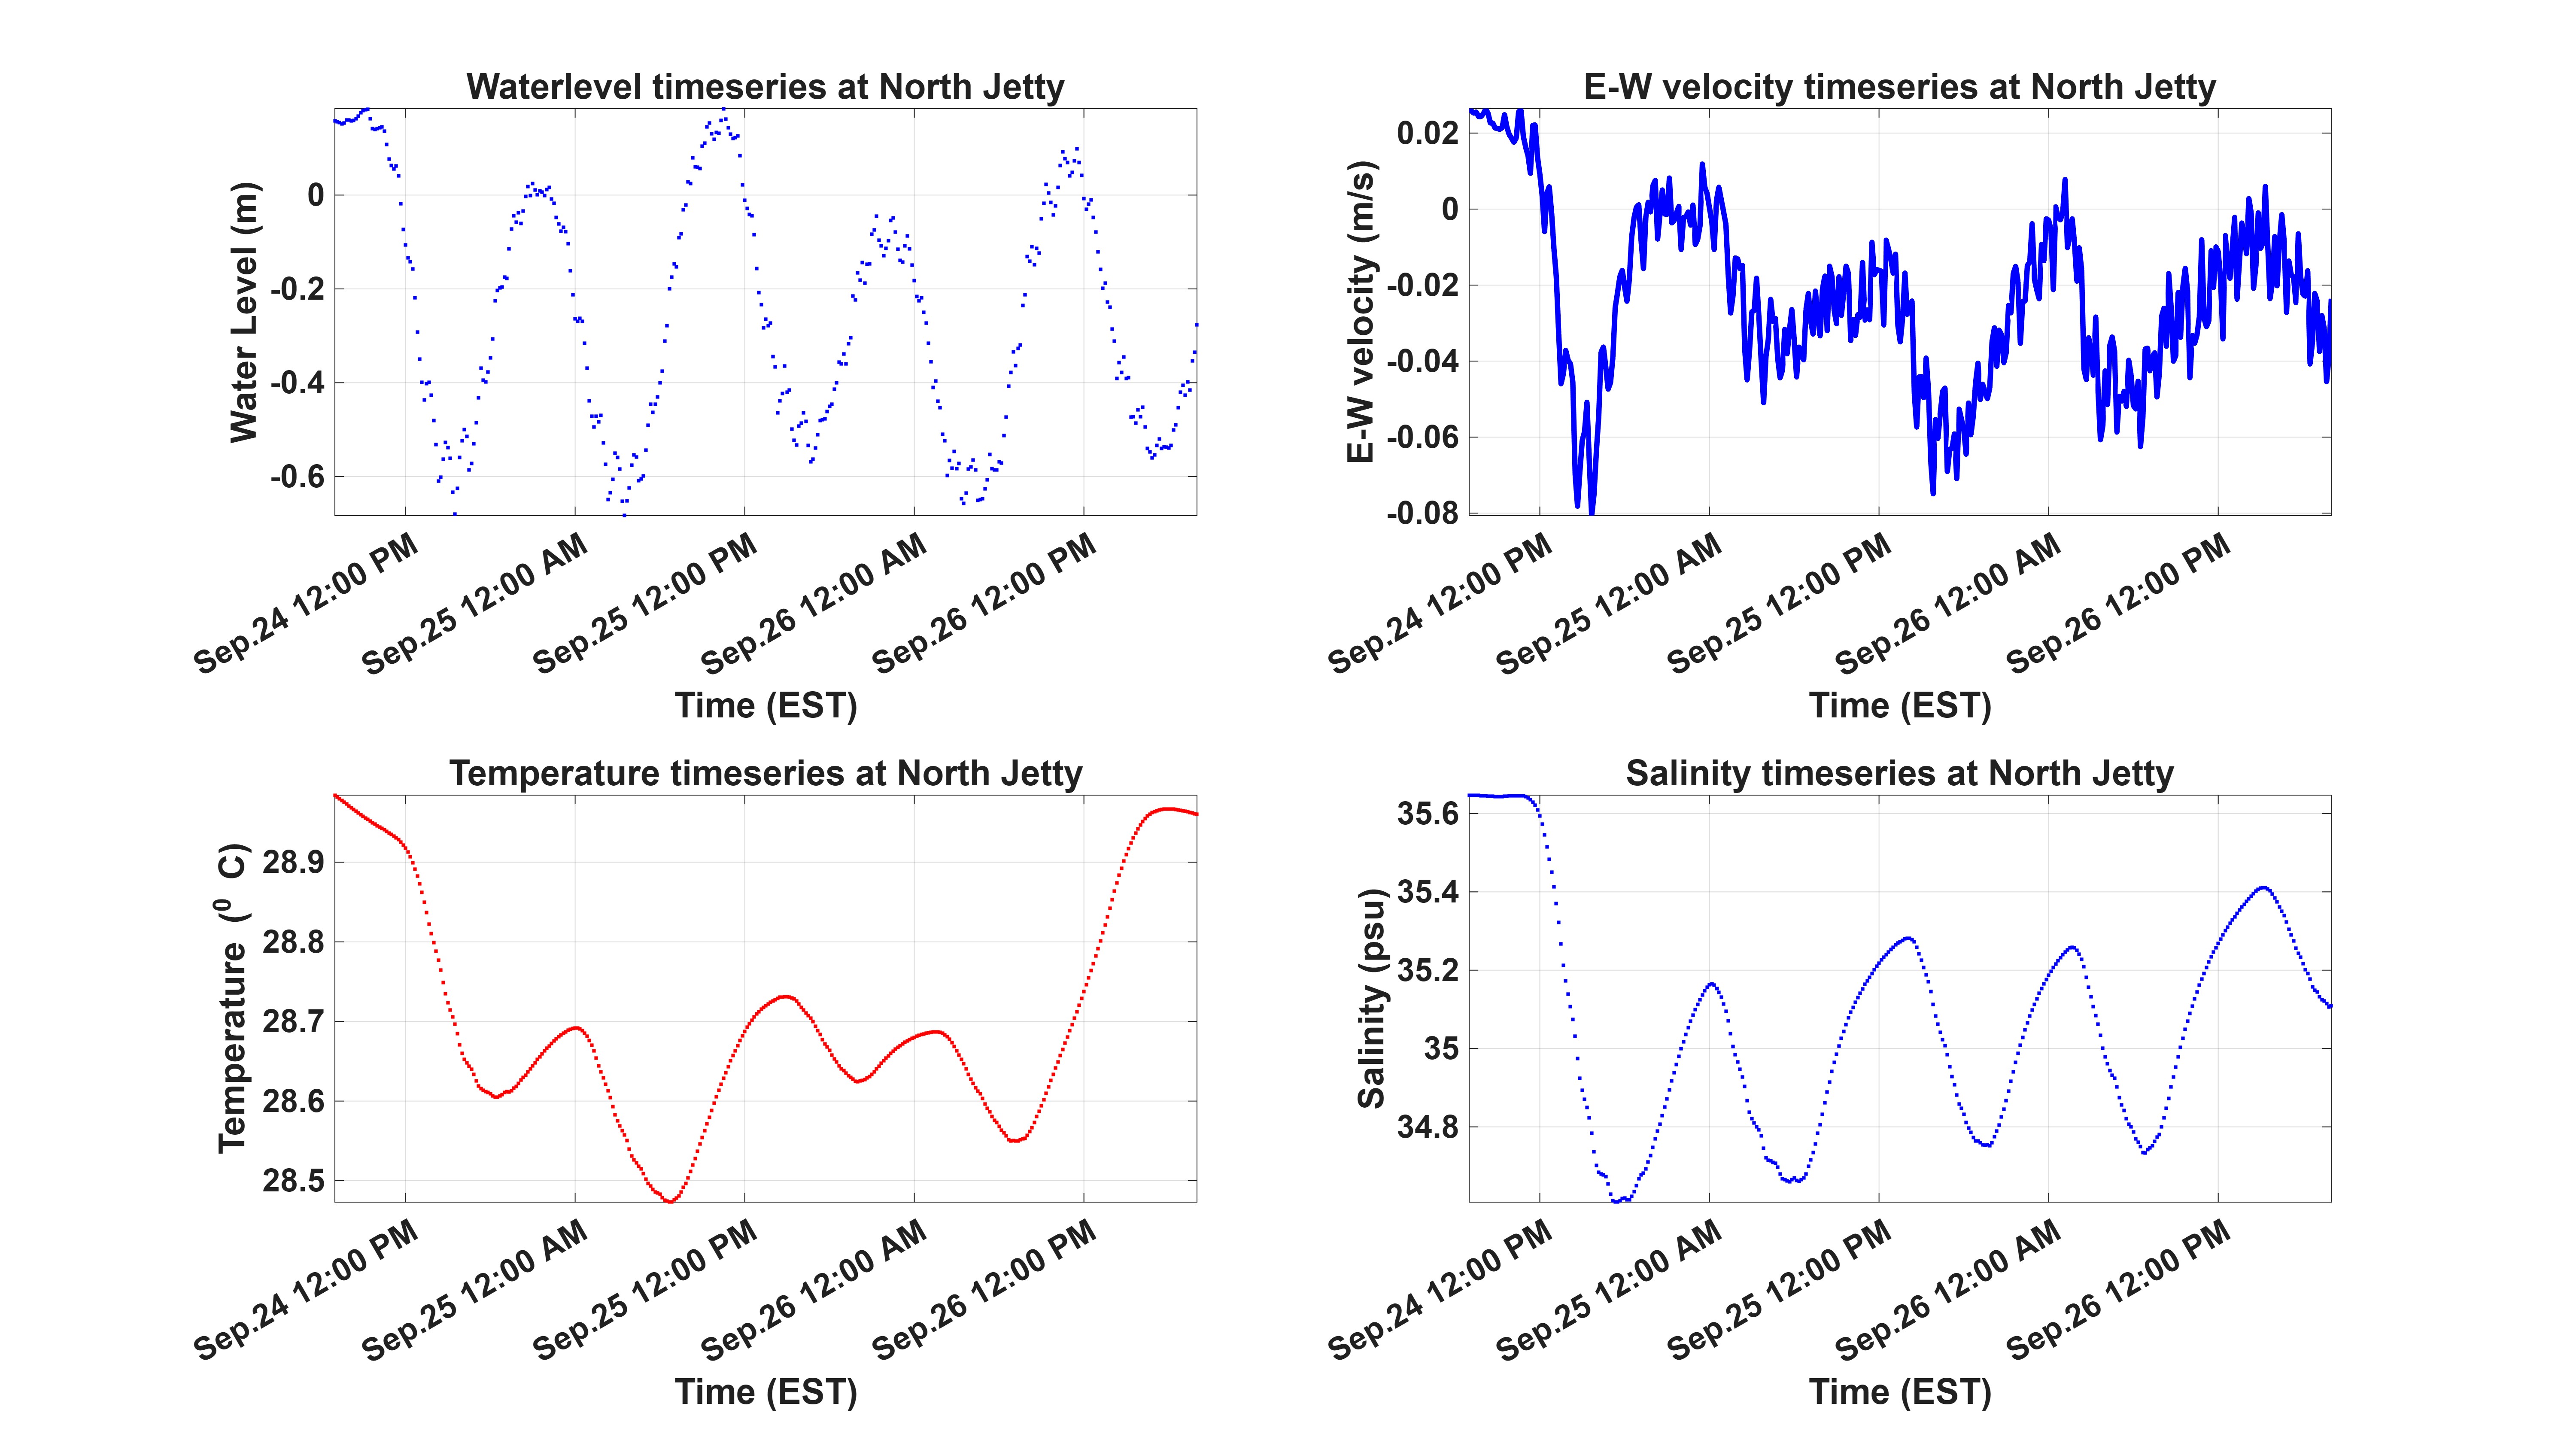 Waterlevel timeseries at North Jetty
Water Level (m)
0
-0.2
-0.4
-0.6
Sep.24 12:00 PM
Sep.25 12:00 AM
Sep.25 12:00 PM
Sep.26 12:00 AM
Sep.26 12:00 PM
Time (EST)
E-W velocity timeseries at North Jetty
E-W velocity (m/s)
0.02
0
-0.02
-0.04
-0.06
-0.08
Sep.24 12:00 PM
Sep.25 12:00 AM
Sep.25 12:00 PM
Sep.26 12:00 AM
Sep.26 12:00 PM
Time (EST)
Temperature timeseries at North Jetty
Temperature (⁰ C)
28.9
28.8
28.7
28.6
28.5
Sep.24 12:00 PM
Sep.25 12:00 AM
Sep.25 12:00 PM
Sep.26 12:00 AM
Sep.26 12:00 PM
Time (EST)
Salinity timeseries at North Jetty
Salinity (psu)
35.6
35.4
35.2
35
34.8
Sep.24 12:00 PM
Sep.25 12:00 AM
Sep.25 12:00 PM
Sep.26 12:00 AM
Sep.26 12:00 PM
Time (EST)